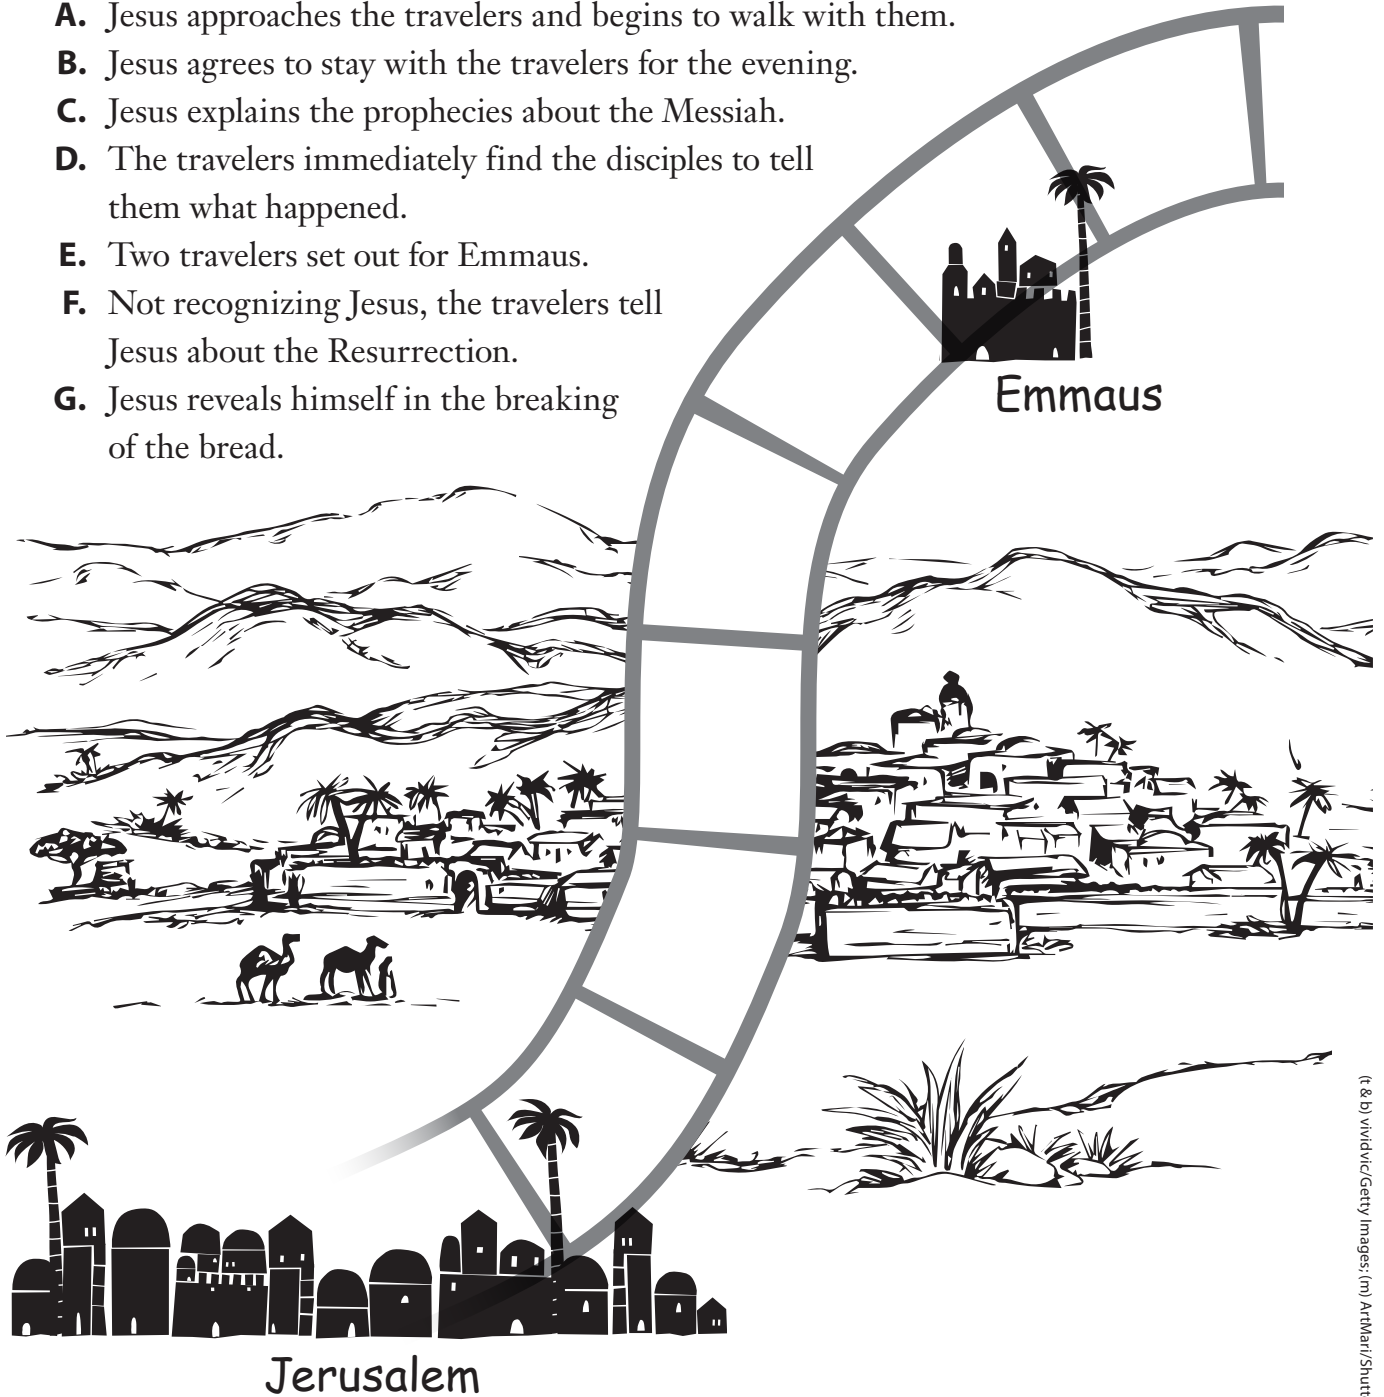 A. Jesus approaches the travelers and begins to walk with them.
B. Jesus agrees to stay with the travelers for the evening.
C. Jesus explains the prophecies about the Messiah.
D. The travelers immediately find the disciples to tell
them what happened.
E. Two travelers set out for Emmaus.
F. Not recognizing Jesus, the travelers tell
Jesus about the Resurrection.
G. Jesus reveals himself in the breaking
of the bread.
Emmaus
Jerusalem
(t & b) vividvic/Getty Images; (m) ArtMari/Shutt